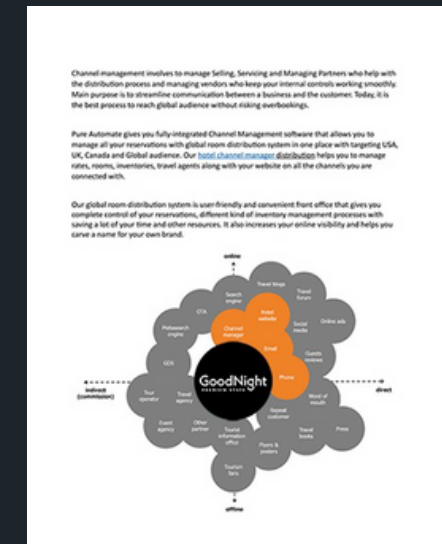 Channel management involves to manage Selling, Servicing and Managing Partners who help with
the distribution process and managing vendors who keep your internal controls working smoothly.
Main purpose is to streamline communication between a business and the customer. Today, it is
the best process to reach global audience without risking overbookings.
Pure Automate gives you fully-integrated Channel Management software that allows you to
manage all your reservations with global room distribution system in one place with targeting USA,
UK, Canada and Global audience. Our hotel channel manager distribution helps you to manage
rates, rooms, inventories, travel agents along with your website on all the channels you are
connected with.
Our global room distribution system is user-friendly and convenient front office that gives you
complete control of your reservations, different kind of inventory management processes with
saving a lot of your time and other resources. It also increases your online visibility and helps you
carve a name for your own brand.
online
Travel blogs
Search
engine
Travel
forum
OTA
Hotel
website
Metasearch
engine
Channel
manager
Social
media
Online ads
Email
GDS
Guests
reviews
GoodNight
PREMIUM STAYS
Phone
indirect
(commission)
direct
Tour
operator
Travel
agency
Word of
mouth
Repeat
customer
Event
agency
Other
partner
Tourist
information
office
Travel
books
Press
Flyers &
posters
Tourism
fairs
offline